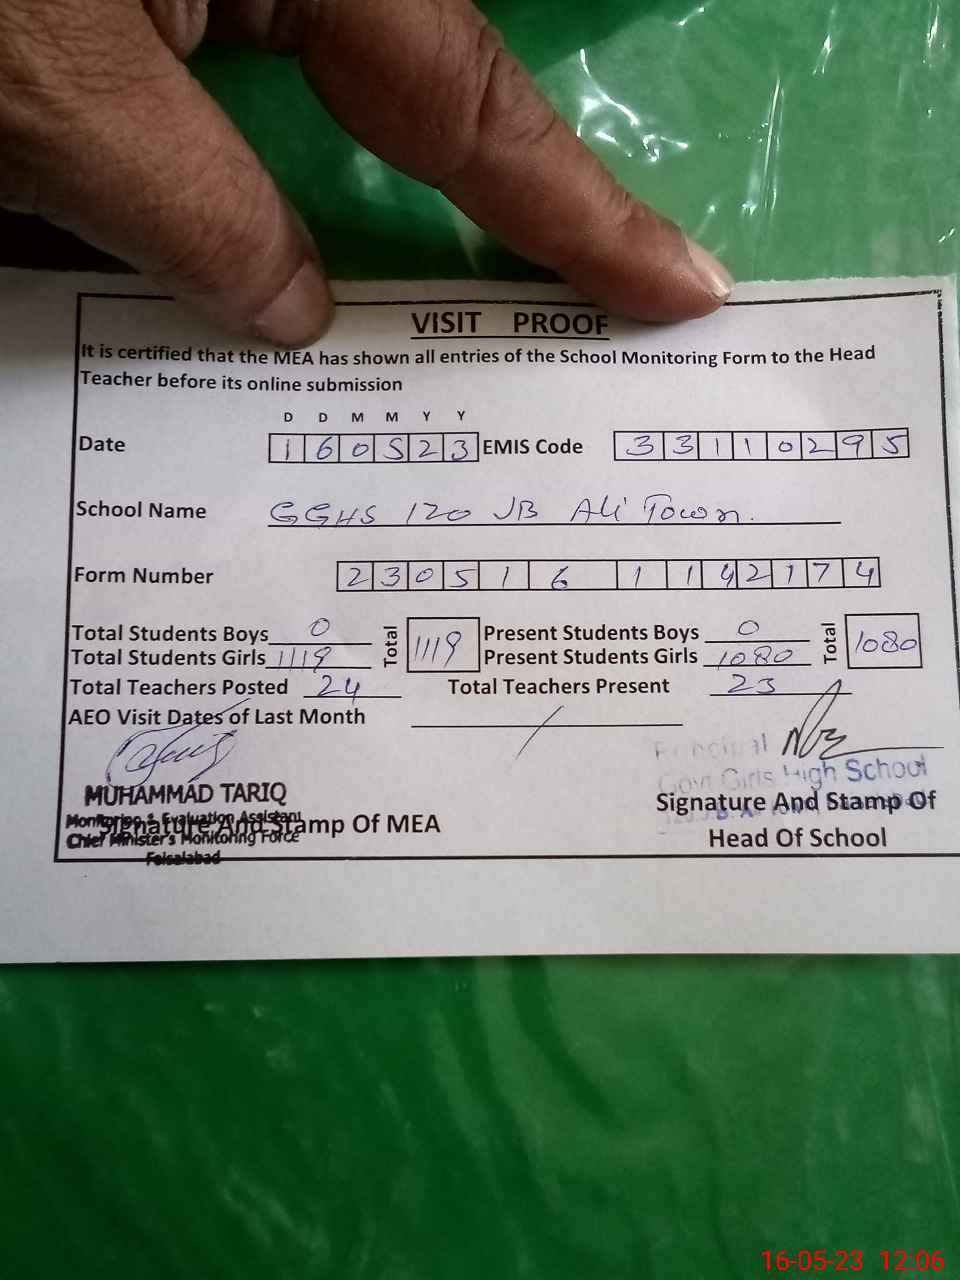 VISIT PROOF
It is certified that the MEA has shown all entries of the School Monitoring Form to the Head
Teacher before its online submission
D D M M Y Y
Date 1 6 0 5 2 3 EMIS Code 3 3 1 1 0 2 9 5
School Name GGHS 120 JB Ali Town.
Form Number 2 3 0 5 1 6 1 1 4 2 1 7 4
Total Students Boys 0 Total 1119 Present Students Boys 0 Total 1080
Total Students Girls 1119 Present Students Girls 1080
Total Teachers Posted 24 Total Teachers Present 23
AEO Visit Dates of Last Month /
Principal
Govt Girls High School
MUHAMMAD TARIQ
Monitoring & Evaluation Assistant
Signature And Stamp Of MEA
Chief Minister's Monitoring Force
Faisalabad
Signature And Stamp Of
Head Of School
16-05-23 12:06